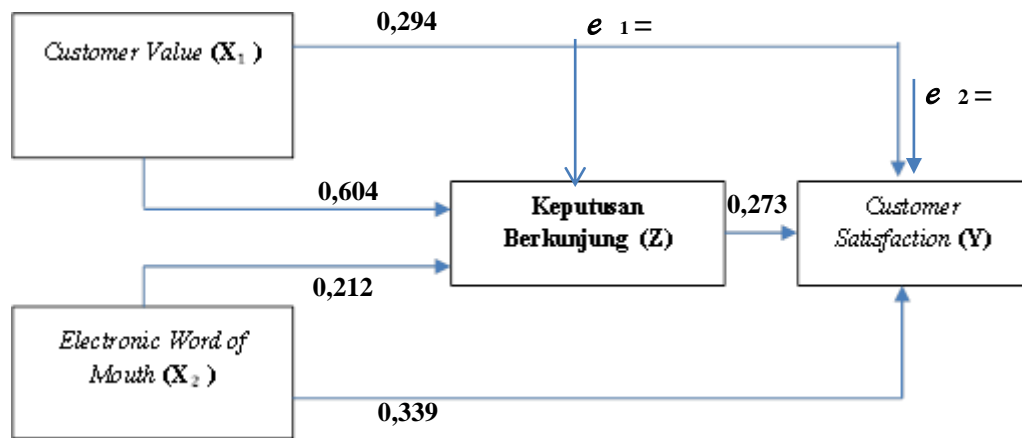 0,294
e 1 =
Customer Value (X₁ )
e 2 =
0,604
Keputusan
Berkunjung (Z)
0,273
Customer
Satisfaction (Y)
0,212
Electronic Word of
Mouth (X₂ )
0,339